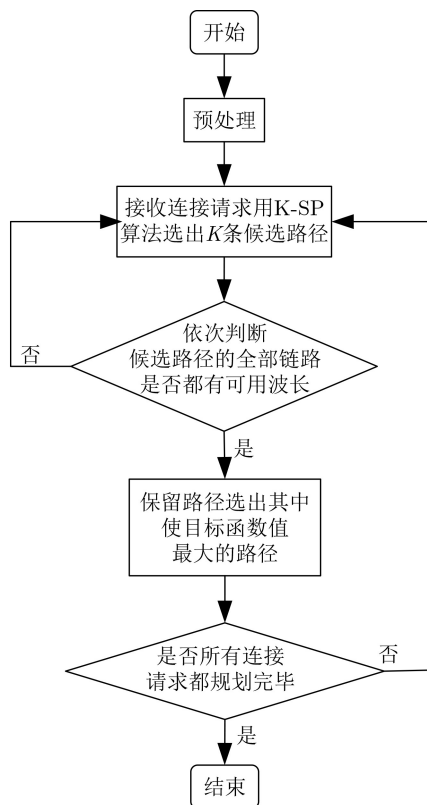 开始
预处理
接收连接请求用K-SP
算法选出K条候选路径
依次判断
候选路径的全部链路
是否都有可用波长
否
是
保留路径选出其中
使目标函数值
最大的路径
是否所有连接
请求都规划完毕
否
是
结束